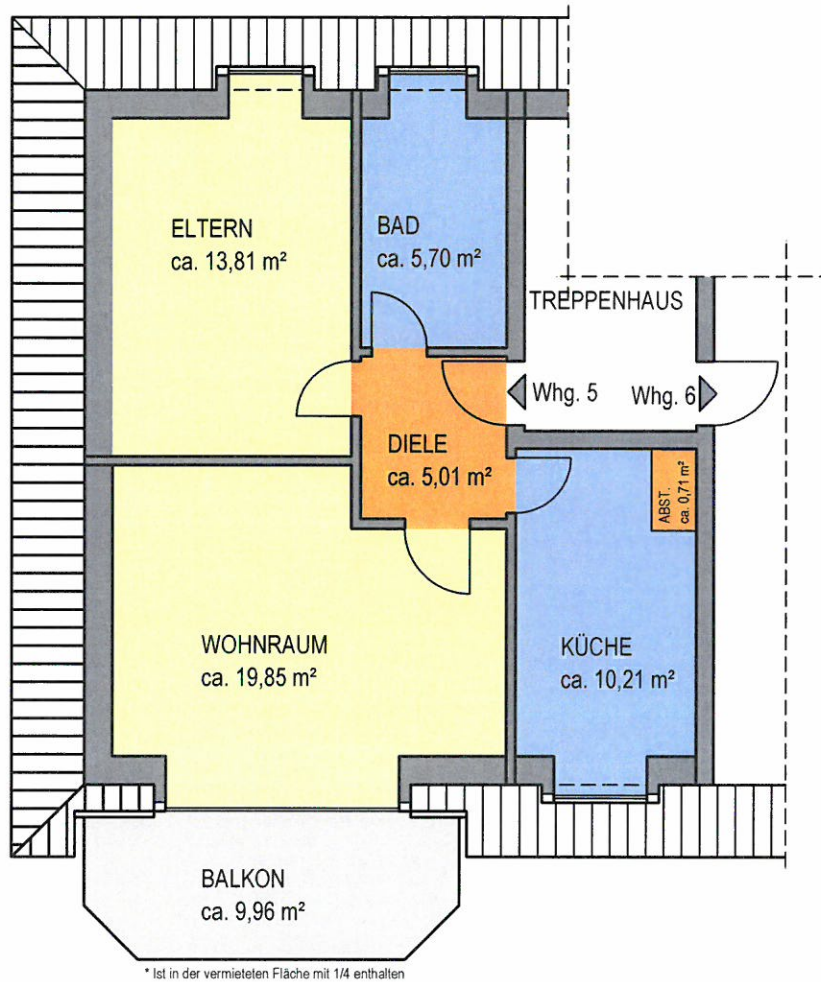 ELTERN
ca. 13,81 m²
BAD
ca. 5,70 m²
TREPPENHAUS
Whg. 5
Whg. 6
DIELE
ca. 5,01 m²
ABST.
ca. 0,71 m²
WOHNRAUM
ca. 19,85 m²
KÜCHE
ca. 10,21 m²
BALKON
ca. 9,96 m²
* Ist in der vermieteten Fläche mit 1/4 enthalten